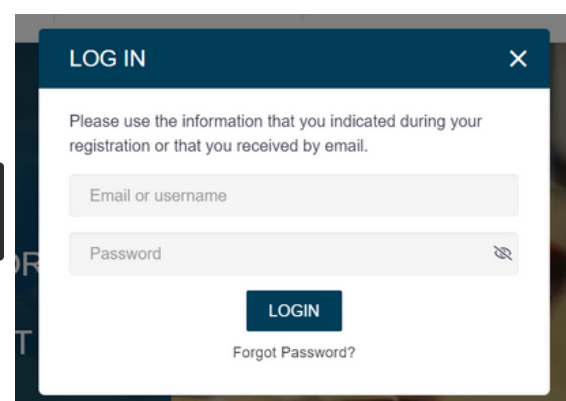 LOG IN
Please use the information that you indicated during your
registration or that you received by email.
Email or username
Password
LOGIN
Forgot Password?